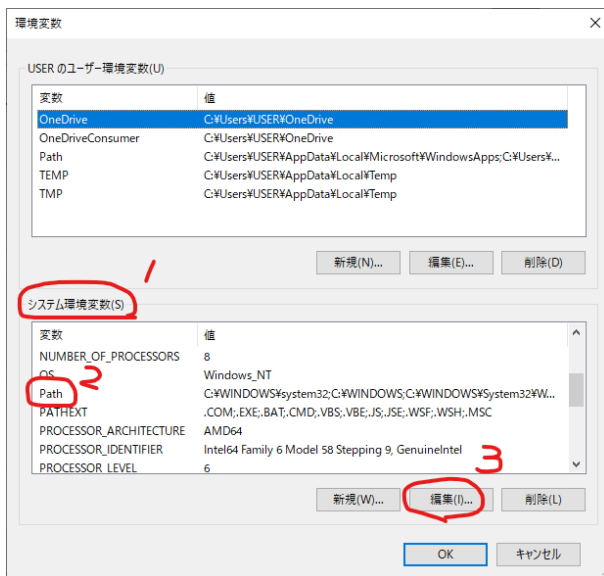 環境変数
USER のユーザー環境変数(U)
変数 値
OneDrive C:¥Users¥USER¥OneDrive
OneDriveConsumer C:¥Users¥USER¥OneDrive
Path C:¥Users¥USER¥AppData¥Local¥Microsoft¥WindowsApps;C:¥Users¥...
TEMP C:¥Users¥USER¥AppData¥Local¥Temp
TMP C:¥Users¥USER¥AppData¥Local¥Temp
新規(N)... 編集(E)... 削除(D)
1
システム環境変数(S)
変数 値
NUMBER_OF_PROCESSORS 8
OS Windows_NT
2
Path C:¥WINDOWS¥system32;C:¥WINDOWS;C:¥WINDOWS¥System32¥W...
PATHEXT .COM;.EXE;.BAT;.CMD;.VBS;.VBE;.JS;.JSE;.WSF;.WSH;.MSC
PROCESSOR_ARCHITECTURE AMD64
PROCESSOR_IDENTIFIER Intel64 Family 6 Model 58 Stepping 9, GenuineIntel
PROCESSOR_LEVEL 6
3
新規(W)... 編集(I)... 削除(L)
OK キャンセル